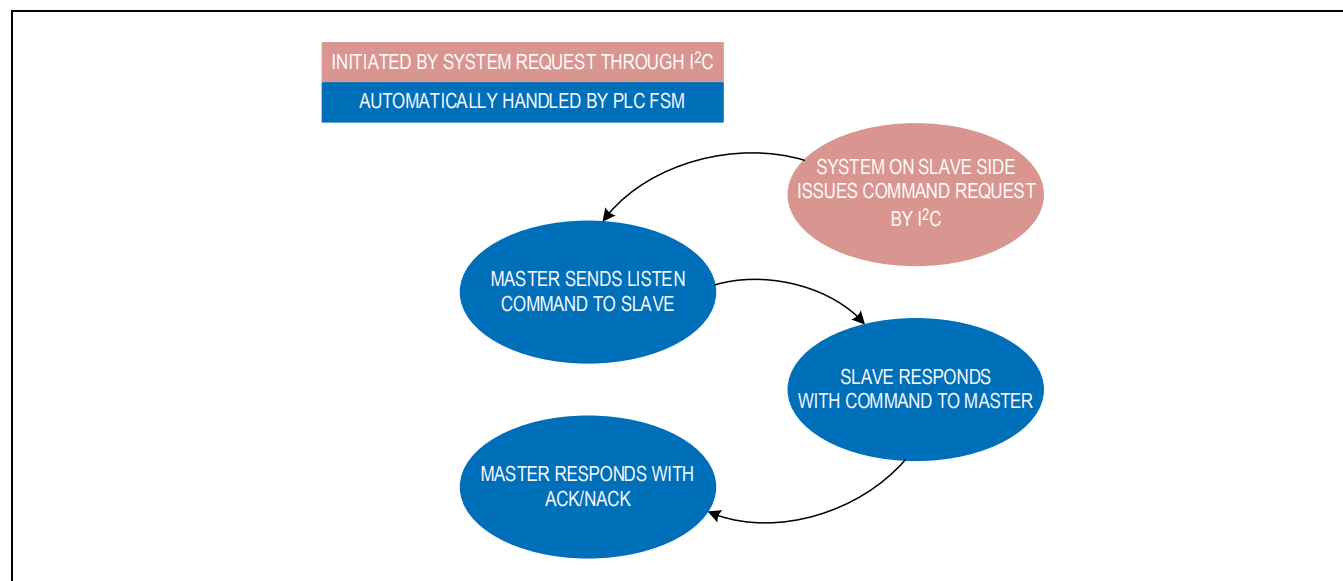 INITIATED BY SYSTEM REQUEST THROUGH I²C
AUTOMATICALLY HANDLED BY PLC FSM
SYSTEM ON SLAVE SIDE
ISSUES COMMAND REQUEST
BY I²C
MASTER SENDS LISTEN
COMMAND TO SLAVE
SLAVE RESPONDS
WITH COMMAND TO MASTER
MASTER RESPONDS WITH
ACK/NACK